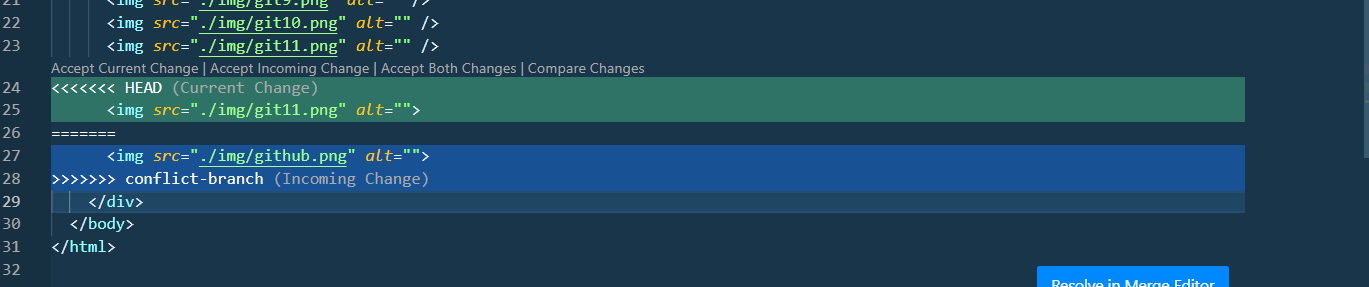 21 <img src="./img/git9.png" alt="" />
22 <img src="./img/git10.png" alt="" />
23 <img src="./img/git11.png" alt="" />
Accept Current Change | Accept Incoming Change | Accept Both Changes | Compare Changes
24 <<<<<<< HEAD (Current Change)
25 <img src="./img/git11.png" alt="">
26 =======
27 <img src="./img/github.png" alt="">
28 >>>>>>> conflict-branch (Incoming Change)
29 </div>
30 </body>
31 </html>
32
Resolve in Merge Editor